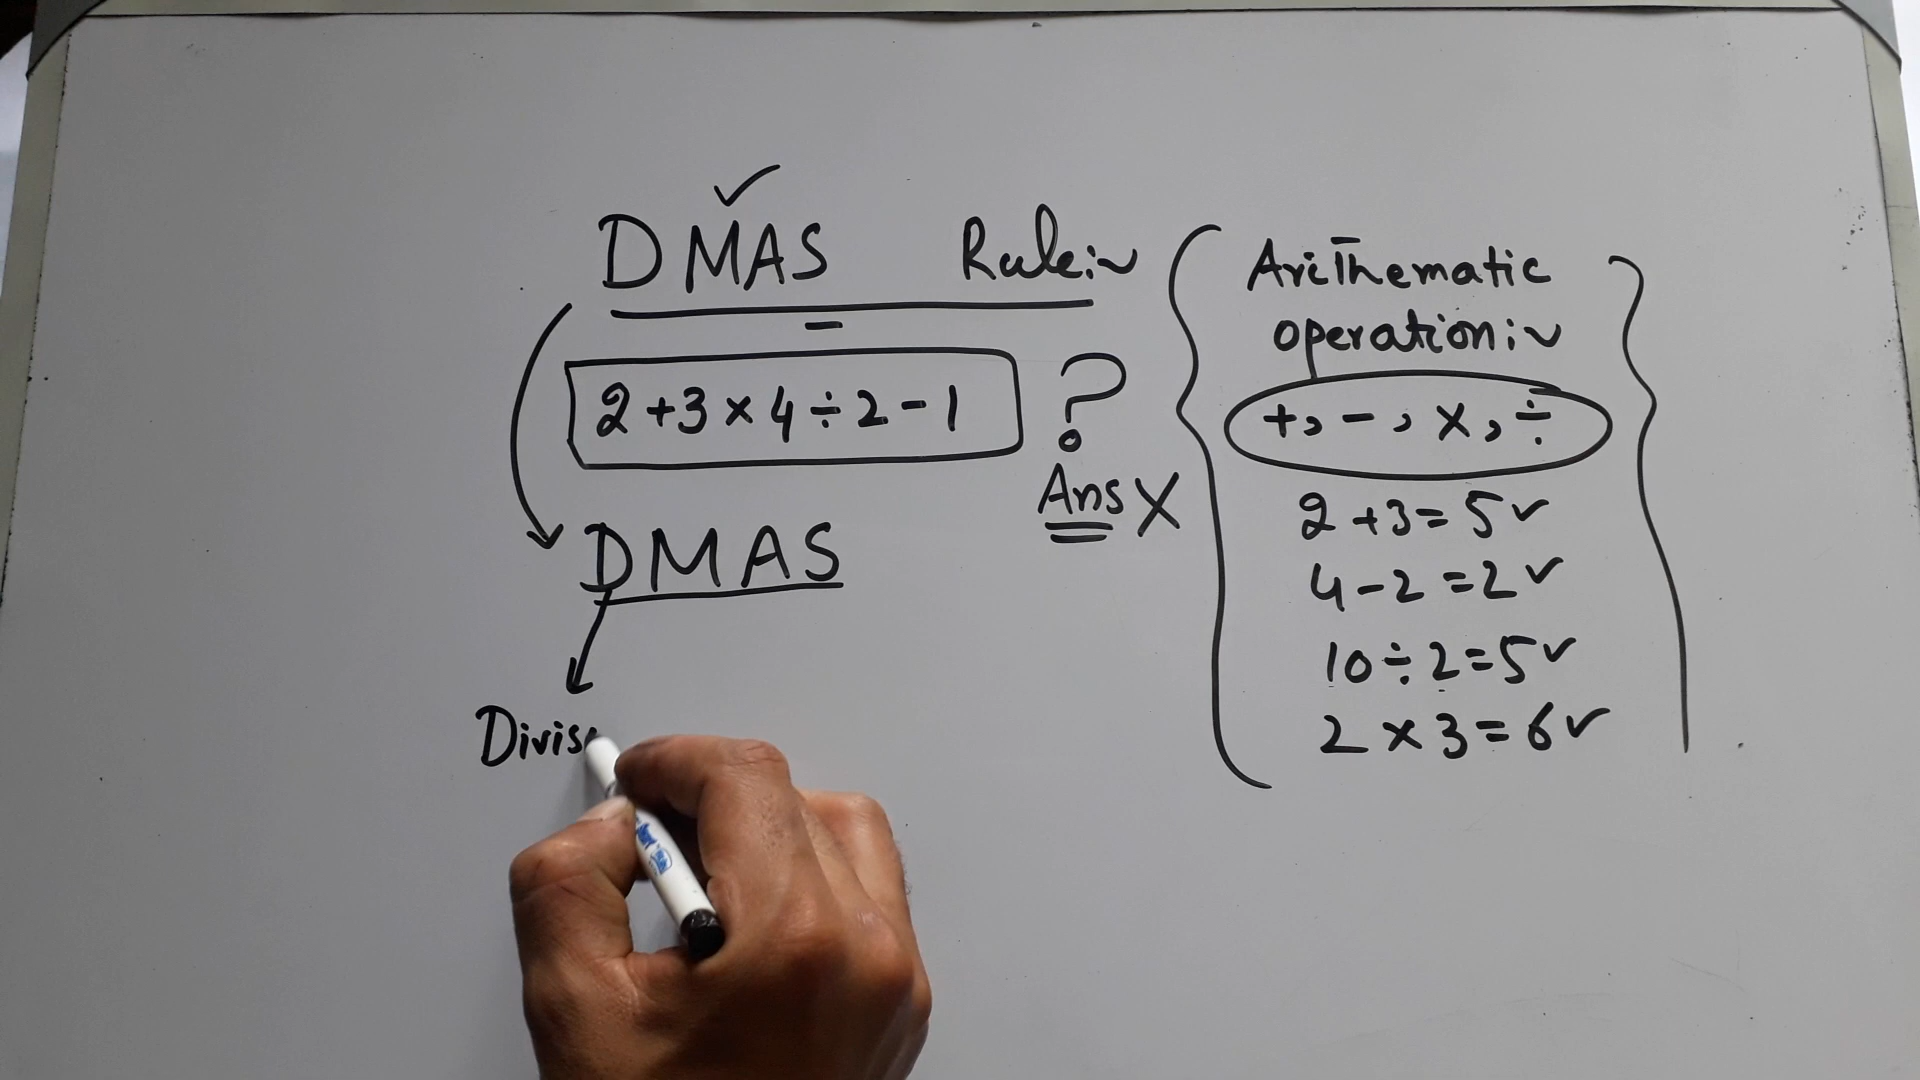 DMAS Rule:~
2+3×4÷2-1 ?
Ans X
DMAS
Divis
Arithematic
operation:~
+, -, ×, ÷
2+3=5✓
4-2=2✓
10÷2=5✓
2×3=6✓